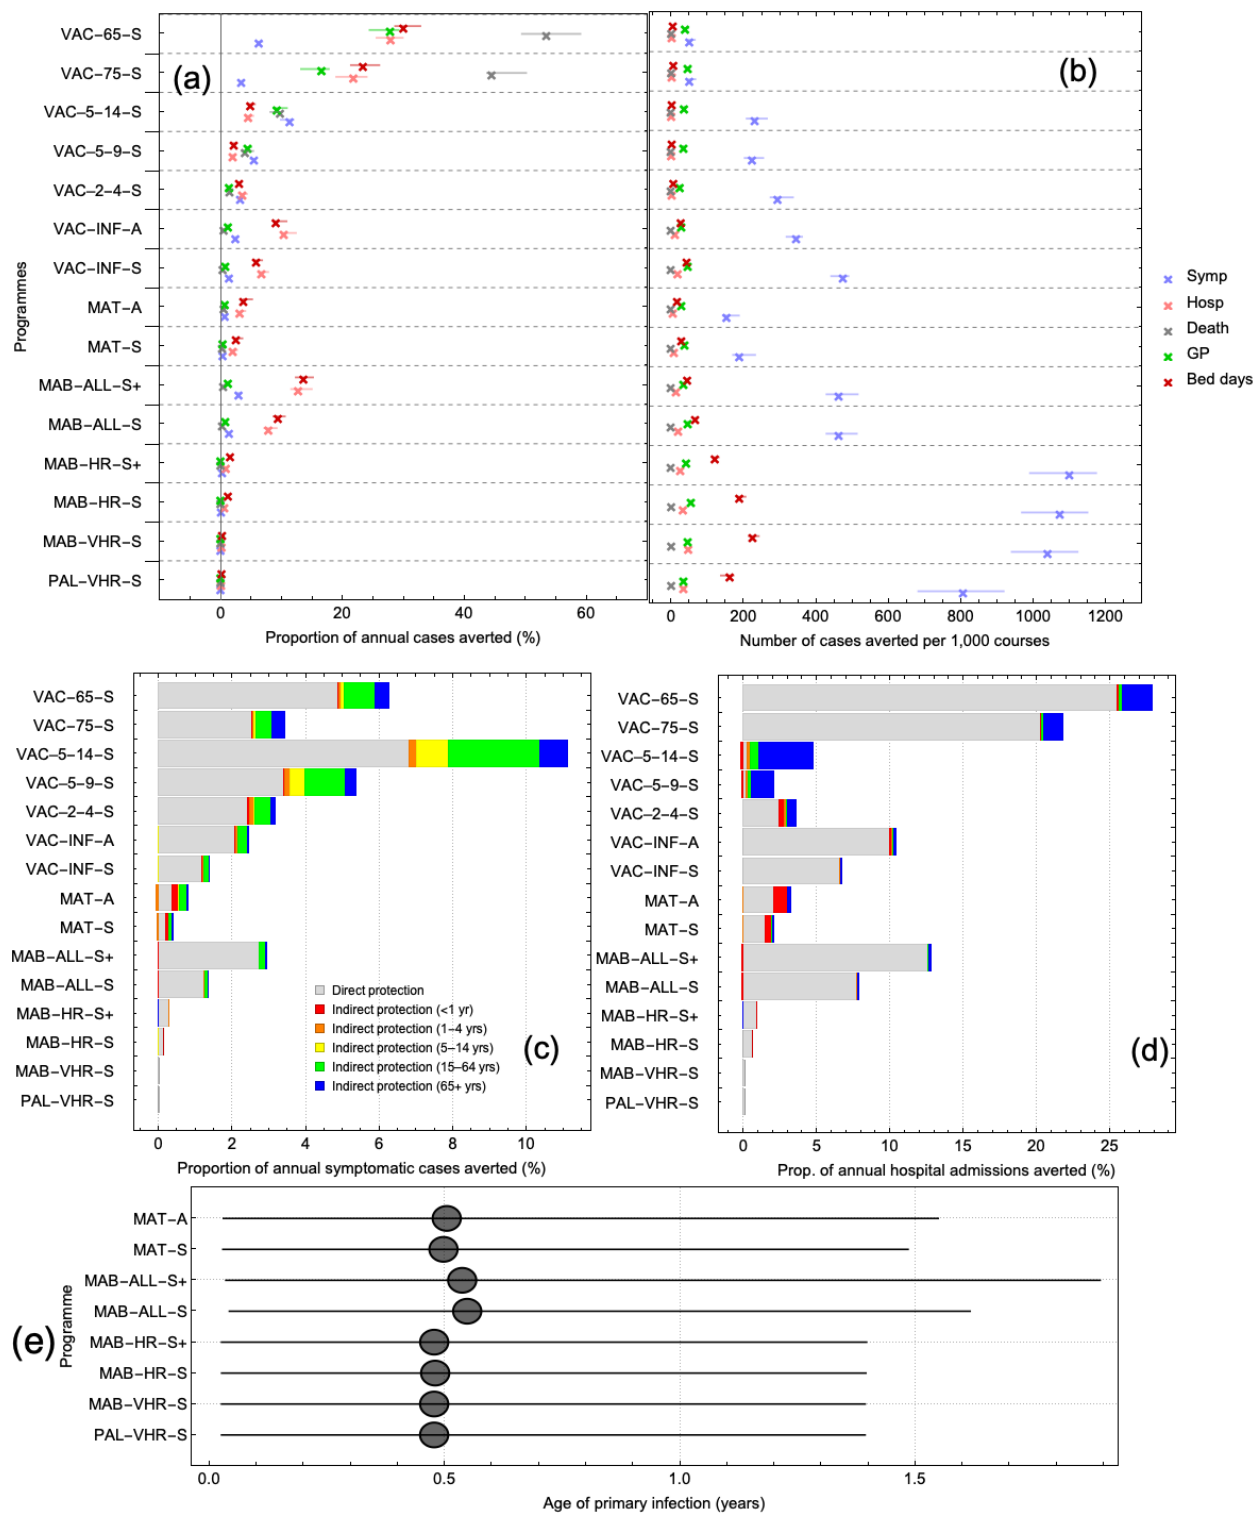 VAC-65-S
VAC-75-S
VAC-5-14-S
VAC-5-9-S
VAC-2-4-S
VAC-INF-A
VAC-INF-S
MAT-A
MAT-S
MAB-ALL-S+
MAB-ALL-S
MAB-HR-S+
MAB-HR-S
MAB-VHR-S
PAL-VHR-S
Programmes
(a)
0 20 40 60
Proportion of annual cases averted (%)
(b)
0 200 400 600 800 1000 1200
Number of cases averted per 1,000 courses
Symp
Hosp
Death
GP
Bed days
VAC-65-S
VAC-75-S
VAC-5-14-S
VAC-5-9-S
VAC-2-4-S
VAC-INF-A
VAC-INF-S
MAT-A
MAT-S
MAB-ALL-S+
MAB-ALL-S
MAB-HR-S+
MAB-HR-S
MAB-VHR-S
PAL-VHR-S
Direct protection
Indirect protection (<1 yr)
Indirect protection (1-4 yrs)
Indirect protection (5-14 yrs)
Indirect protection (15-64 yrs)
Indirect protection (65+ yrs)
(c)
0 2 4 6 8 10
Proportion of annual symptomatic cases averted (%)
VAC-65-S
VAC-75-S
VAC-5-14-S
VAC-5-9-S
VAC-2-4-S
VAC-INF-A
VAC-INF-S
MAT-A
MAT-S
MAB-ALL-S+
MAB-ALL-S
MAB-HR-S+
MAB-HR-S
MAB-VHR-S
PAL-VHR-S
(d)
0 5 10 15 20 25
Prop. of annual hospital admissions averted (%)
(e)
Programme
MAT-A
MAT-S
MAB-ALL-S+
MAB-ALL-S
MAB-HR-S+
MAB-HR-S
MAB-VHR-S
PAL-VHR-S
0.0 0.5 1.0 1.5
Age of primary infection (years)